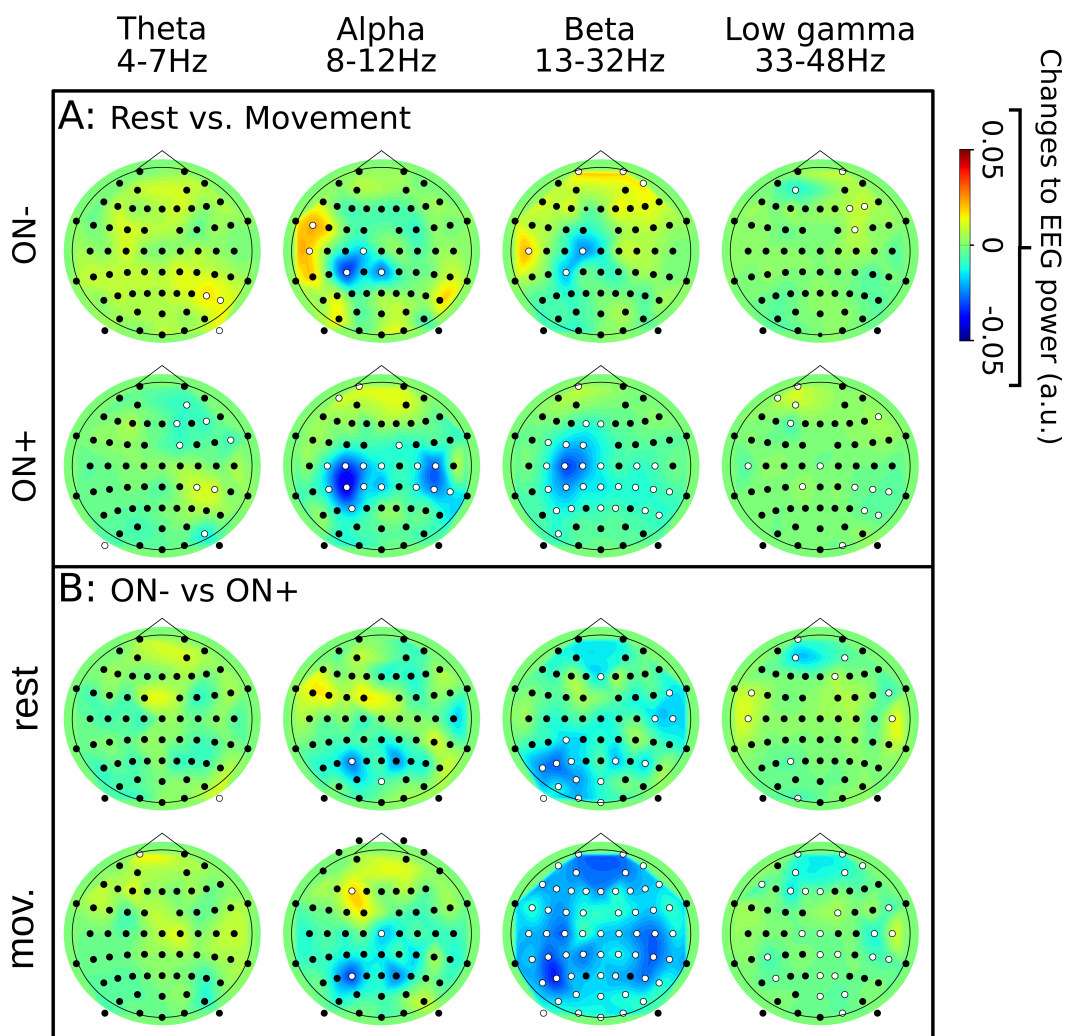 Theta
4-7Hz
Alpha
8-12Hz
Beta
13-32Hz
Low gamma
33-48Hz
A: Rest vs. Movement
ON-
ON+
B: ON- vs ON+
rest
mov.
0.05
0
-0.05
Changes to EEG power (a.u.)